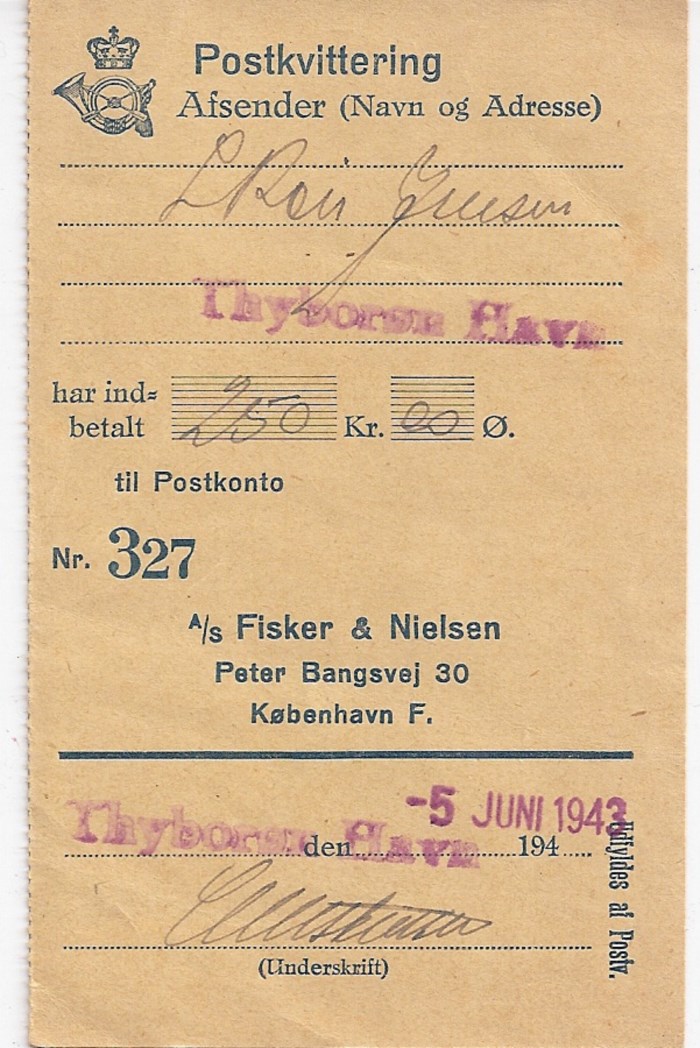 Postkvittering
Afsender (Navn og Adresse)
Thyborøn Havn
har ind=
betalt 250 Kr. 00 Ø.
til Postkonto
Nr. 327
A/S Fisker & Nielsen
Peter Bangsvej 30
København F.
-5 JUNI 1943
Thyborøn Havn
den 194
Udfyldes af Postv.
(Underskrift)